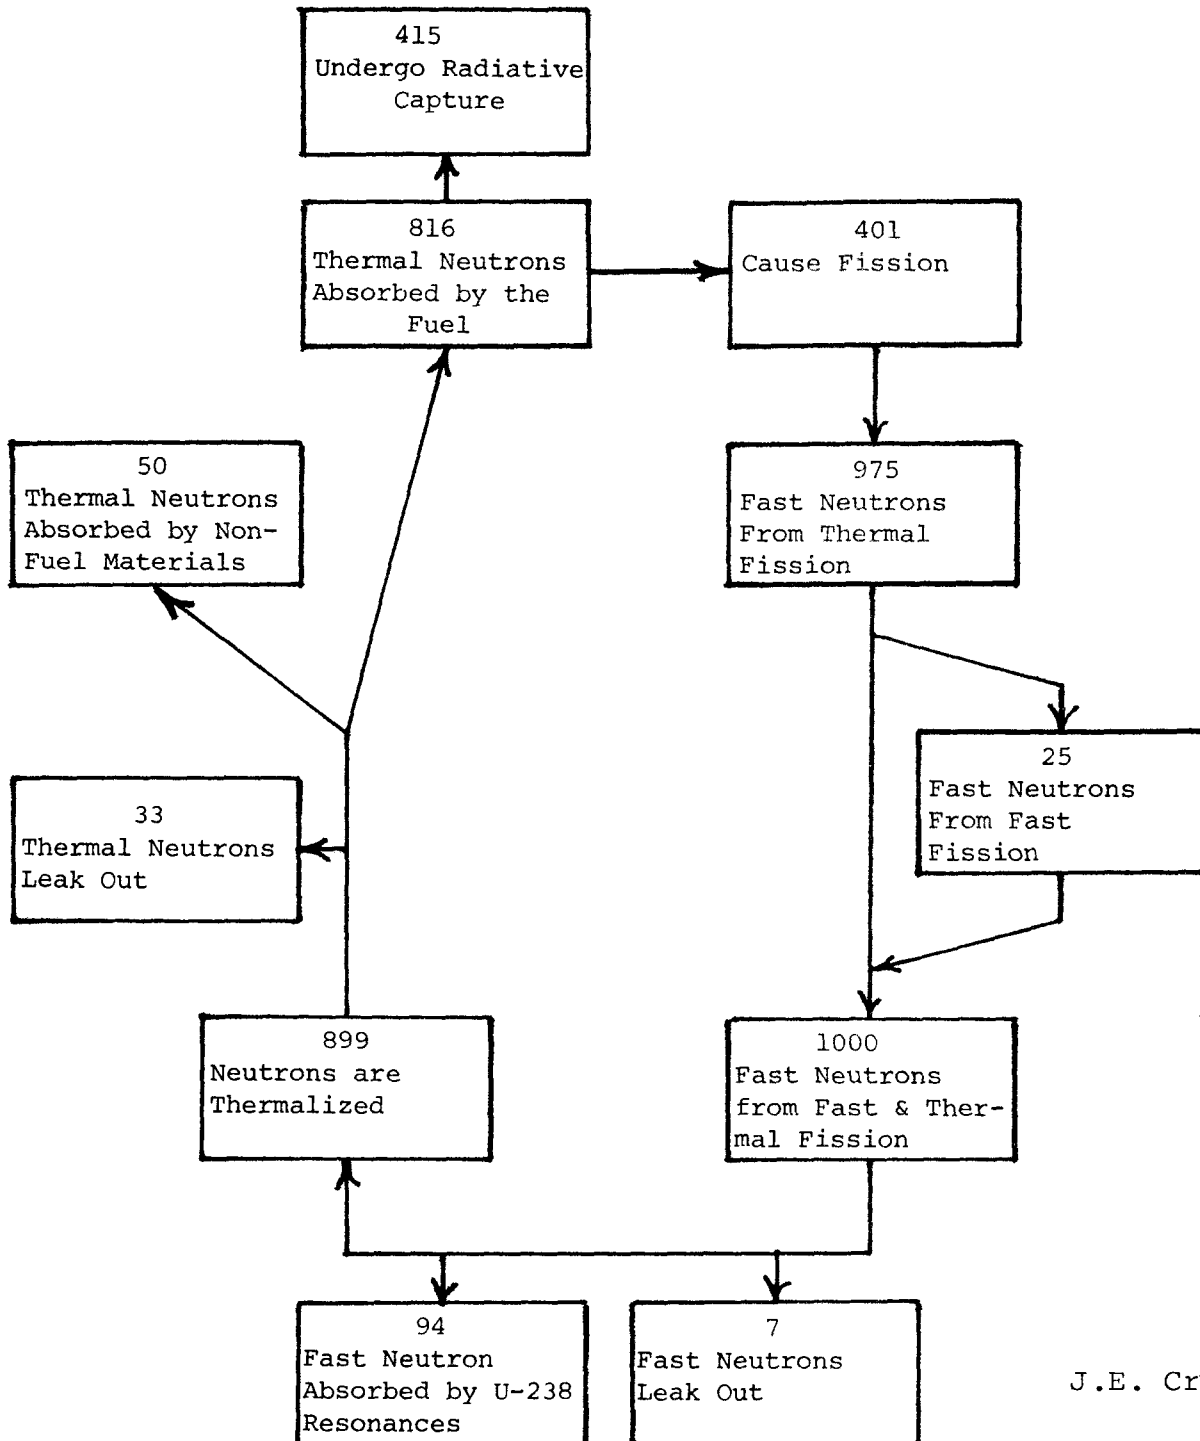 415
Undergo Radiative
Capture
816
Thermal Neutrons
Absorbed by the
Fuel
401
Cause Fission
50
Thermal Neutrons
Absorbed by Non-
Fuel Materials
975
Fast Neutrons
From Thermal
Fission
25
Fast Neutrons
From Fast
Fission
33
Thermal Neutrons
Leak Out
899
Neutrons are
Thermalized
1000
Fast Neutrons
from Fast & Ther-
mal Fission
94
Fast Neutron
Absorbed by U-238
Resonances
7
Fast Neutrons
Leak Out
J.E. Cr